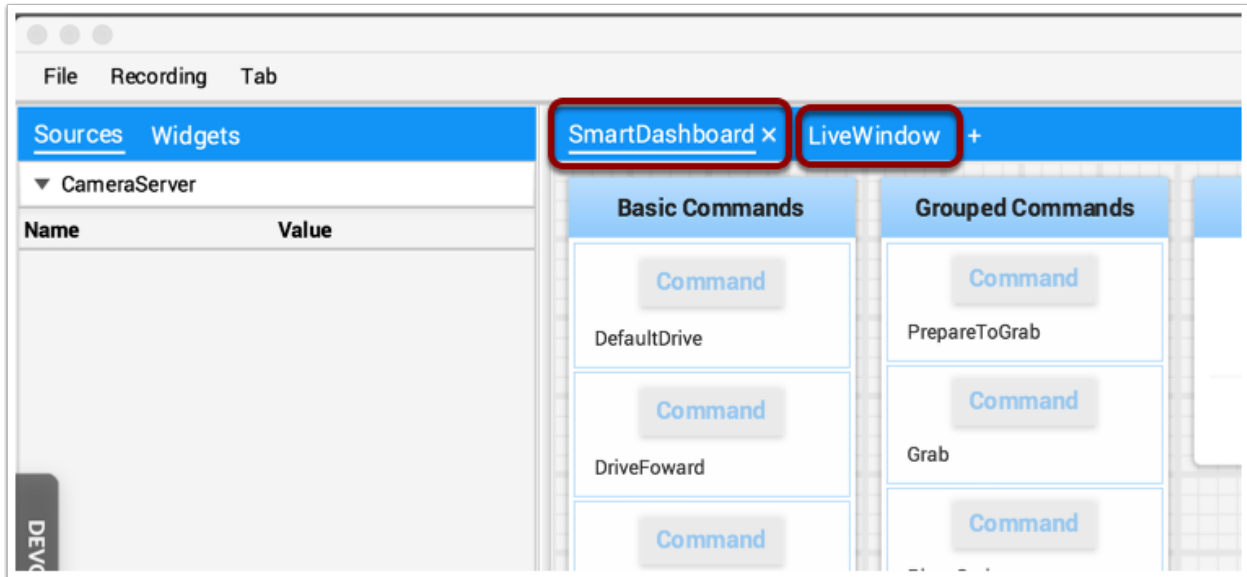 File Recording Tab
Sources Widgets
SmartDashboard × LiveWindow +
CameraServer
Name Value
Basic Commands
Command
DefaultDrive
Command
DriveFoward
Command
Grouped Commands
Command
PrepareToGrab
Command
Grab
Command